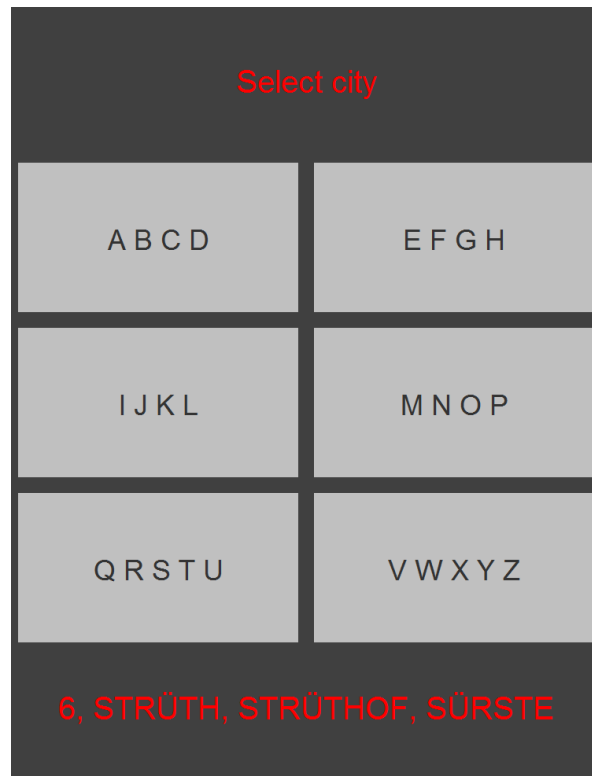 Select city
A B C D
E F G H
I J K L
M N O P
Q R S T U
V W X Y Z
6, STRÜTH, STRÜTHOF, SÜRSTE